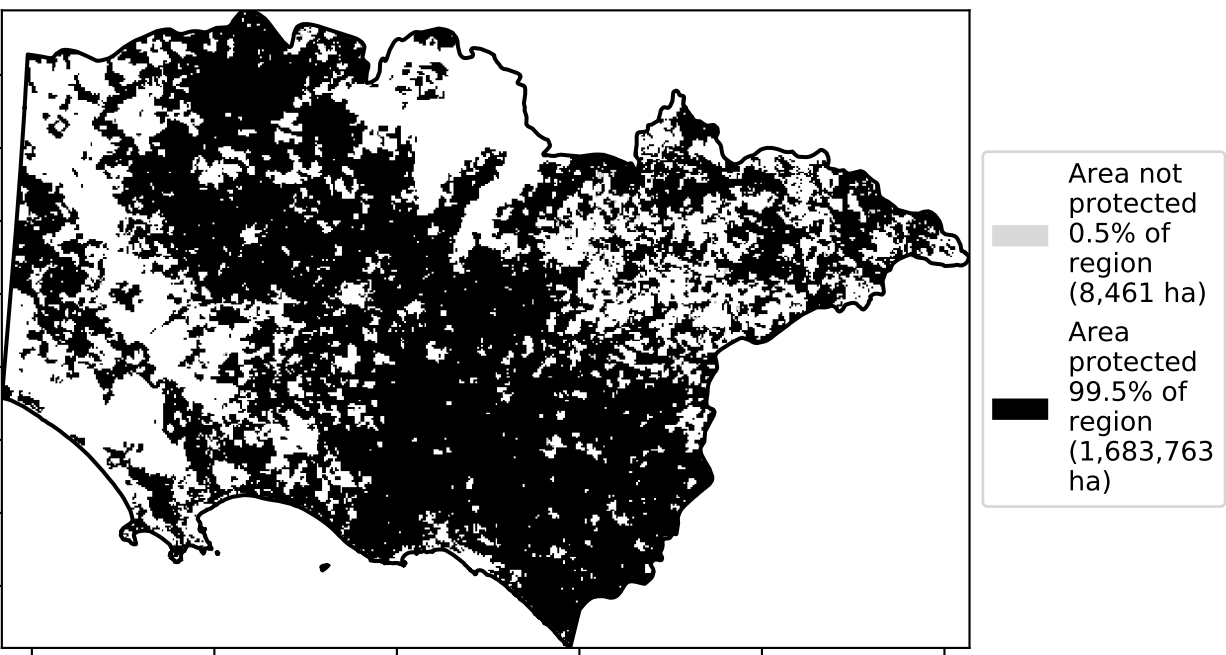 Area not
protected
0.5% of
region
(8,461 ha)
Area
protected
99.5% of
region
(1,683,763
ha)